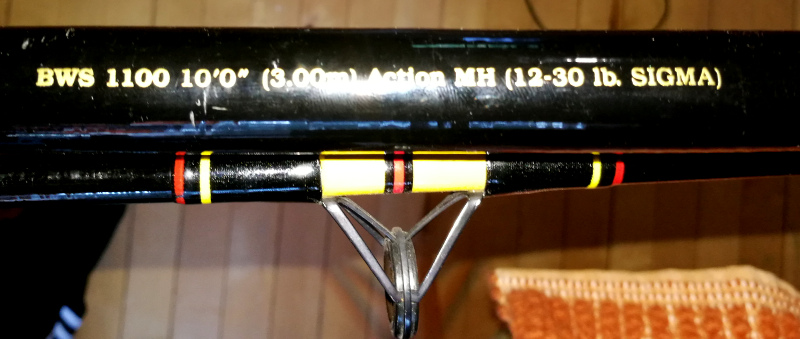 BWS 1100 10'0" (3.00m) Action MH (12-30 lb. SIGMA)